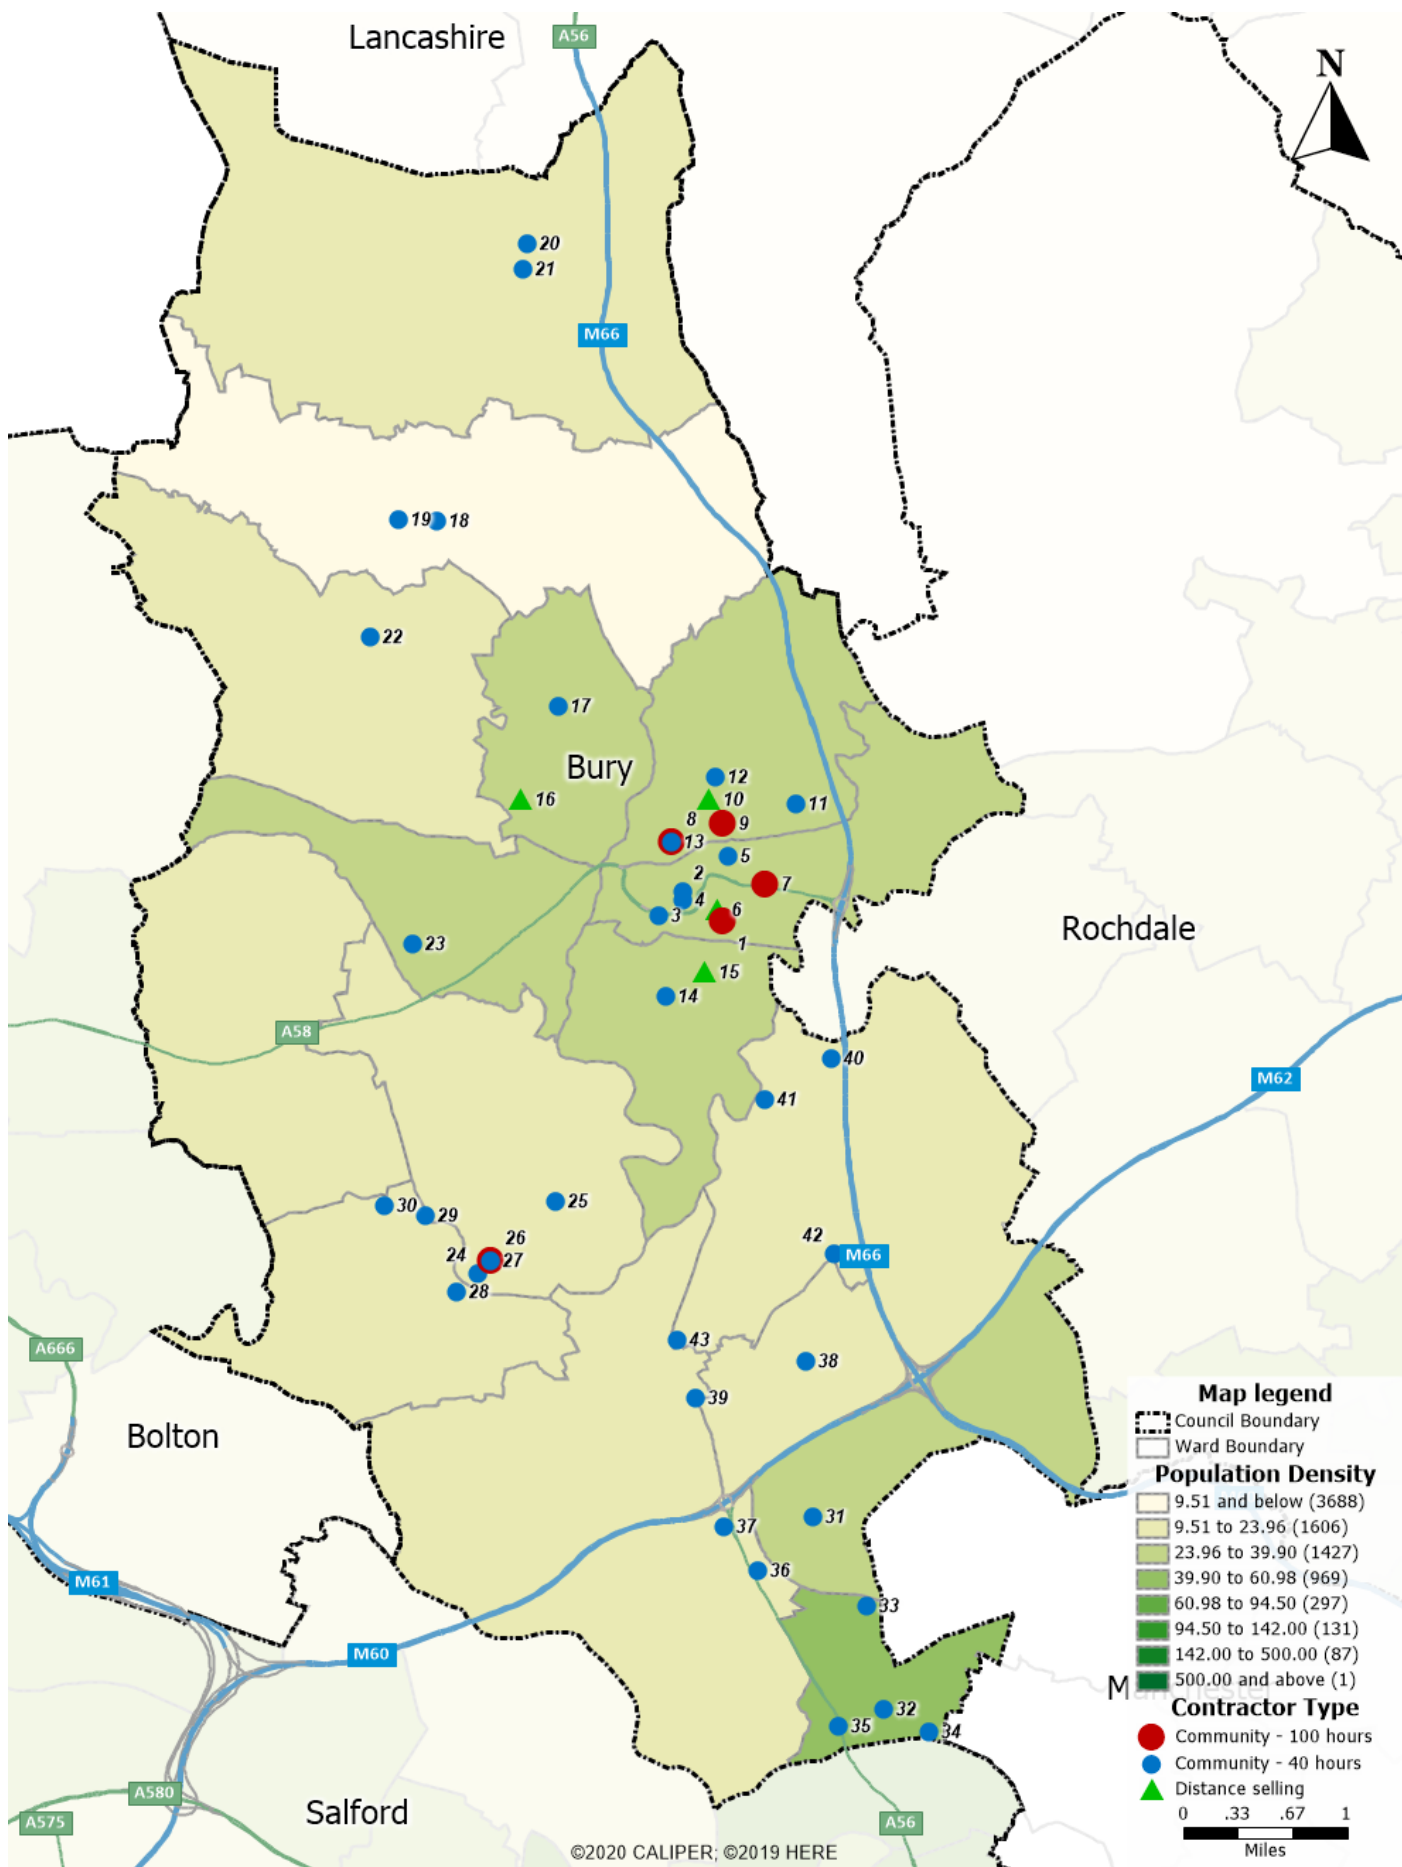 Lancashire
A56
N
20
21
M66
19
18
22
17
Bury
12
16
10
11
8
9
13
5
2
7
4
6
3
1
Rochdale
23
15
14
A58
40
M62
41
30
29
25
26
42
M66
24
27
28
A666
43
38
39
Bolton
31
37
M61
36
33
M60
32
35
34
A580
A575
Salford
A56
©2020 CALIPER; ©2019 HERE
Map legend
Council Boundary
Ward Boundary
Population Density
9.51 and below (3688)
9.51 to 23.96 (1606)
23.96 to 39.90 (1427)
39.90 to 60.98 (969)
60.98 to 94.50 (297)
94.50 to 142.00 (131)
142.00 to 500.00 (87)
500.00 and above (1)
Manchester
Contractor Type
Community - 100 hours
Community - 40 hours
Distance selling
0 .33 .67 1
Miles